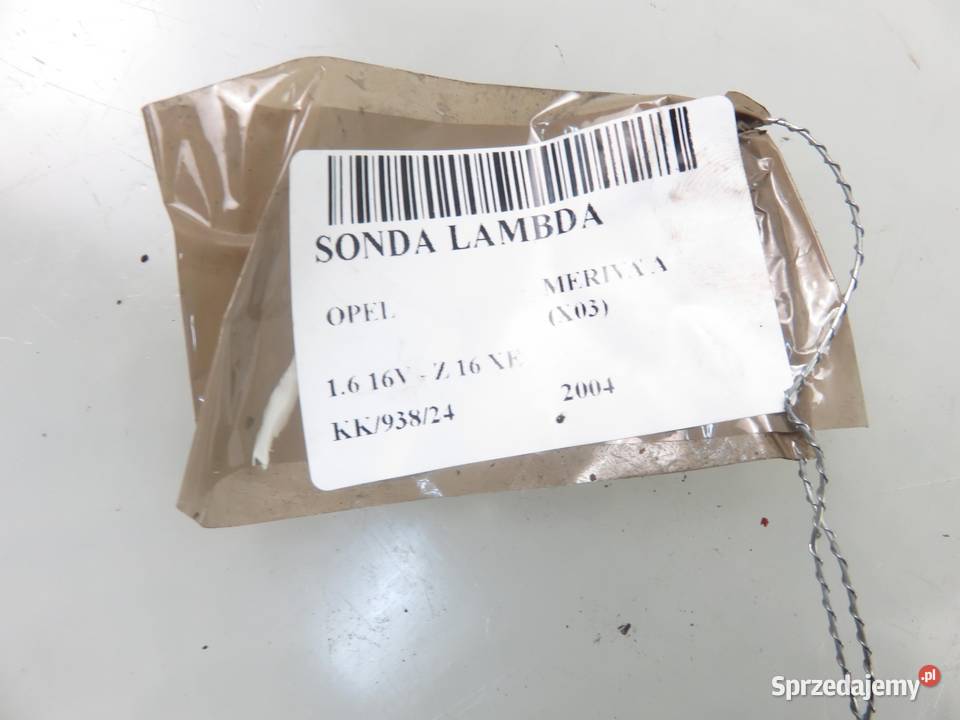 SONDA LAMBDA
OPEL
MERIVA A
(X03)
1.6 16V - Z 16 XE
KK/938/24
2004
Sprzedajemy.pl